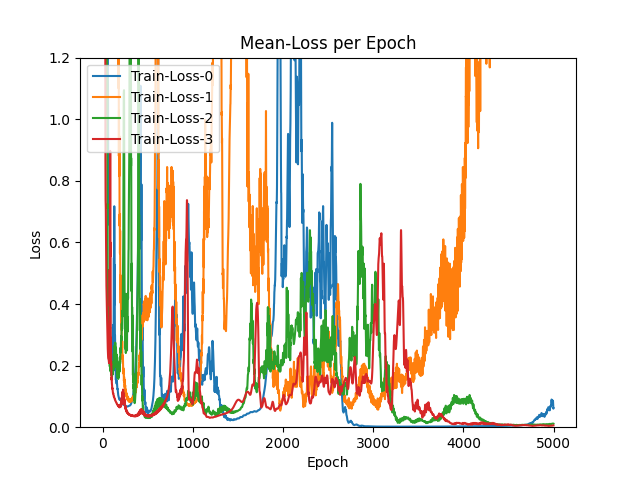 Mean-Loss per Epoch
1.2
1.0
0.8
0.6
0.4
0.2
0.0
Loss
Train-Loss-0
Train-Loss-1
Train-Loss-2
Train-Loss-3
0
1000
2000
3000
4000
5000
Epoch